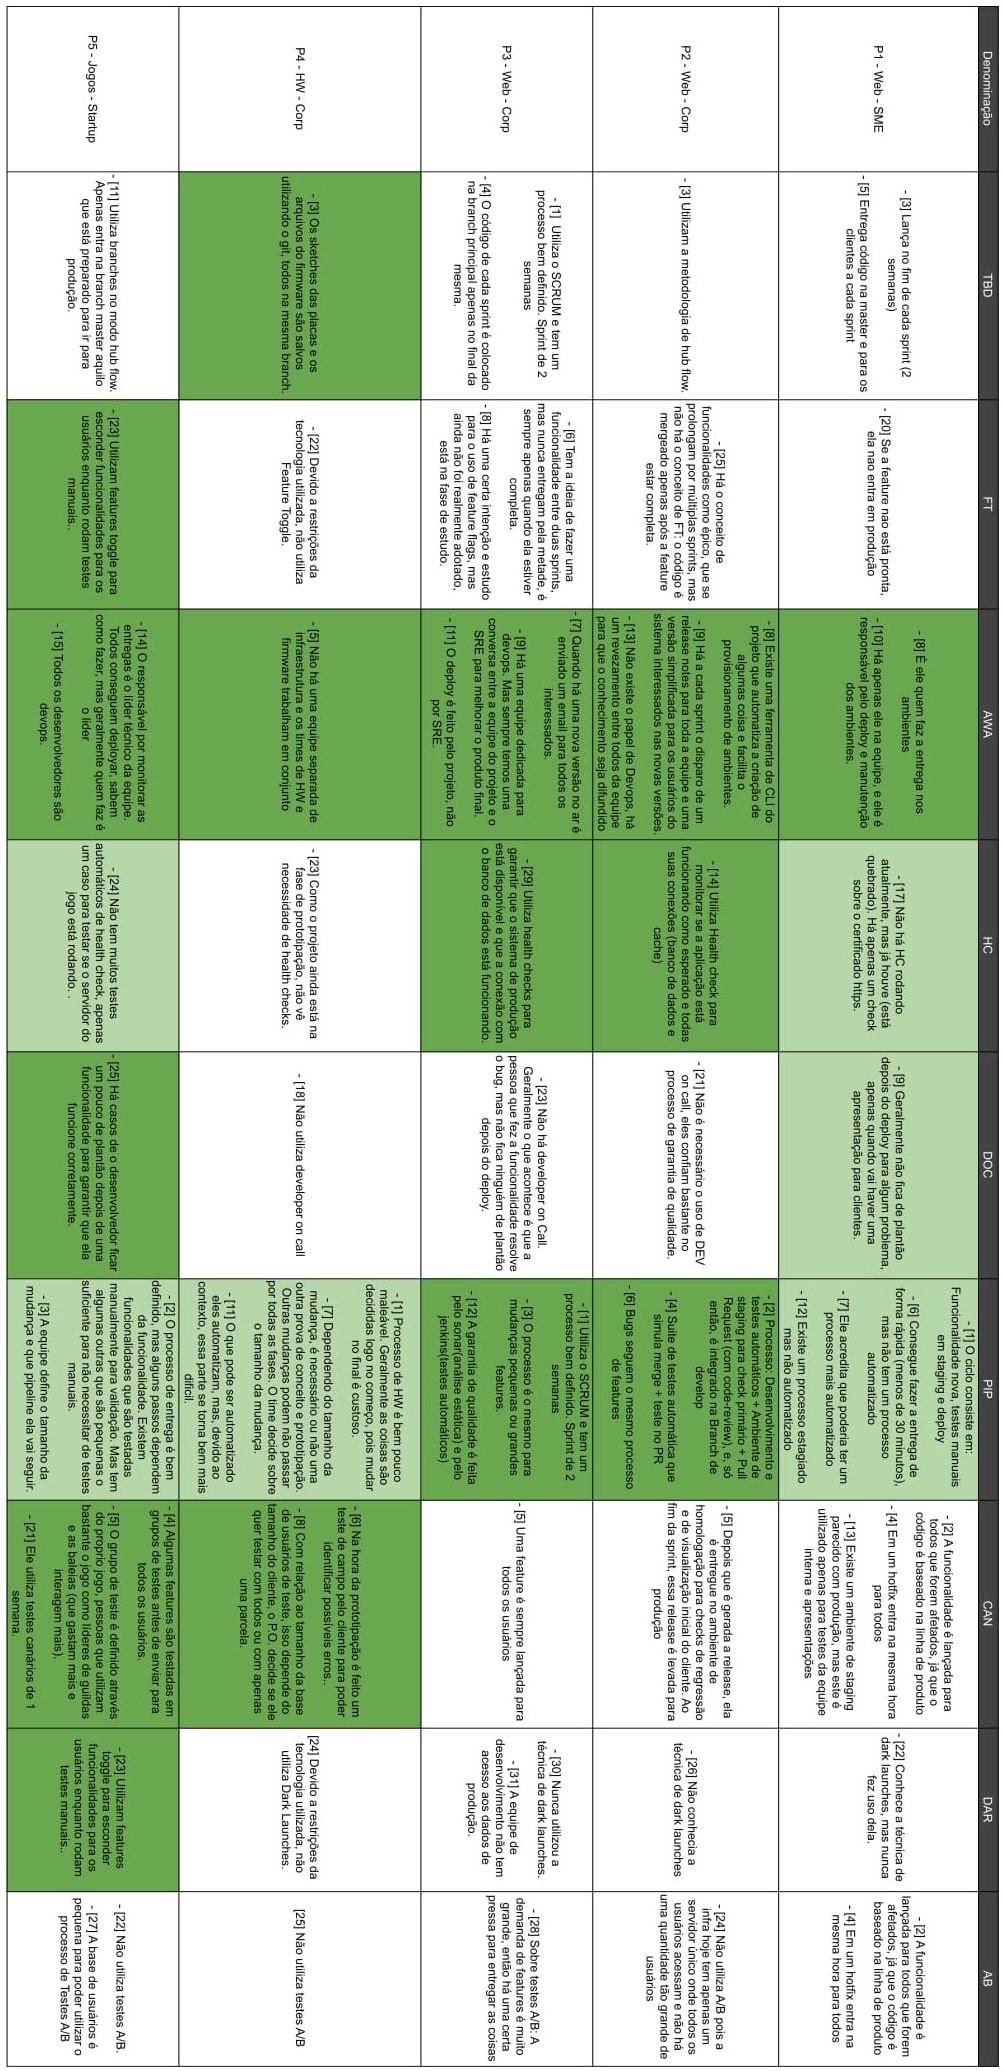 Denominação
TBD
FT
AWA
HC
DOC
PIP
CAN
DAR
AB
P1 - Web - SME
- [3] Lança no fim de cada sprint (2
semanas)
- [5] Entrega código na master e para os
clientes a cada sprint
- [20] Se a feature nao está pronta,
ela nao entra em produção
- [8] É ele quem faz a entrega nos
ambientes
- [10] Há apenas ele na equipe, e ele é
responsável pelo deploy e manutenção
dos ambientes.
- [17] Não há HC rodando
atualmente, mas já houve (está
quebrado). Há apenas um check
sobre o certificado https.
- [9] Geralmente não fica de plantão
depois do deploy para algum problema,
apenas quando vai haver uma
apresentação para clientes.
- [1] O ciclo consiste em:
Funcionalidade nova, testes manuais
em staging e deploy
- [6] Consegue fazer a entrega de
forma rápida (menos de 30 minutos),
mas não tem um processo
automatizado
- [7] Ele acredita que poderia ter um
processo mais automatizado
- [12] Existe um processo estagiado
mas não automatizado
- [2] A funcionalidade é lançada para
todos que forem afetados, já que o
código é baseado na linha de produto
- [4] Em um hotfix entra na mesma hora
para todos
- [13] Existe um ambiente de staging
parecido com produção, mas este é
utilizado apenas para testes da equipe
interna e apresentações
- [22] Conhece a técnica de
dark launches, mas nunca
fez uso dela.
- [2] A funcionalidade é
lançada para todos que forem
afetados, já que o código é
baseado na linha de produto
- [4] Em um hotfix entra na
mesma hora para todos
P2 - Web - Corp
- [3] Utilizam a metodologia de hub flow.
- [25] Há o conceito de
funcionalidades como épico, que se
prolongam por múltiplas sprints, mas
não há o conceito de FT: o código é
mergeado apenas após a feature
estar completa.
- [8] Existe uma ferramenta de CLI do
projeto que automatiza a criação de
algumas coisa e facilita o
provisionamento de ambientes.
- [9] Há a cada sprint o disparo de um
release notes para toda a equipe e uma
versão simplificada para os usuários do
sistema interessados nas novas versões.
- [13] Não existe o papel de Devops, há
um revezamento entre todos da equipe
para que o conhecimento seja difundido
- [14] Utiliza Health check para
monitorar se a aplicação está
funcionando como esperado e todas
suas conexões (banco de dados e
cache)
- [21] Não é necessário o uso de DEV
on call, eles confiam bastante no
processo de garantia de qualidade.
- [2] Processo: Desenvolvimento e
testes automáticos + Ambiente de
staging para check primário + Pull
Request (com code-review), e, só
então, é integrado na Branch de
develop
- [4] Suite de testes automática que
simula merge + teste no PR
- [6] Bugs seguem o mesmo processo
de features
- [5] Depois que é gerada a release, ela
é entregue no ambiente de
homologação para checks de regressão
e de visualização inicial do cliente. Ao
fim da sprint, essa release é levada para
produção
- [26] Não conhecia a
técnica de dark launches
- [24] Não utiliza A/B pois a
infra hoje tem apenas um
servidor único onde todos os
usuários acessam e não há
uma quantidade tão grande de
usuários
P3 - Web - Corp
- [1] Utiliza o SCRUM e tem um
processo bem definido. Sprint de 2
semanas
- [4] O código de cada sprint é colocado
na branch principal apenas no final da
mesma.
- [6] Tem a ideia de fazer uma
funcionalidade entre duas sprints,
mas nunca entregam pela metade, é
sempre apenas quando ela estiver
completa.
- [8] Há uma certa intenção e estudo
para o uso de feature flags, mas
ainda não foi realmente adotado,
está na fase de estudo.
- [7] Quando há uma nova versão no ar é
enviado um email para todos os
interessados.
- [9] Há uma equipe dedicada para
devops. Mas sempre temos uma
conversa entre a equipe do projeto e o
SRE para melhorar o produto final.
- [11] O deploy é feito pelo projeto, não
por SRE.
- [29] Utiliza health checks para
garantir que o sistema de produção
está disponível e que a conexão com
o banco de dados está funcionando.
- [23] Não há developer on Call.
Geralmente o que acontece é que a
pessoa que fez a funcionalidade resolve
o bug, mas não fica ninguém de plantão
depois do deploy.
- [1] Utiliza o SCRUM e tem um
processo bem definido. Sprint de 2
semanas
- [3] O processo é o mesmo para
mudanças pequenas ou grandes
features.
- [12] A garantia de qualidade é feita
pelo sonar(análise estática) e pelo
jenkins(testes automáticos)
- [5] Uma feature é sempre lançada para
todos os usuários
- [30] Nunca utilizou a
técnica de dark launches.
- [31] A equipe de
desenvolvimento não tem
acesso aos dados de
produção.
- [28] Sobre testes A/B: A
demanda de features é muito
grande, então há uma certa
pressa para entregar as coisas
P4 - HW - Corp
- [3] Os sketches das placas e os
arquivos do firmware são salvos
utilizando o git, todos na mesma branch.
- [22] Devido a restrições da
tecnologia utilizada, não utiliza
Feature Toggle.
- [5] Não há uma equipe separada de
infraestrutura e os times de HW e
firmware trabalham em conjunto
- [23] Como o projeto ainda está na
fase de prototipação, não vê
necessidade de health checks.
- [18] Não utiliza developer on call
- [1] Processo de HW é bem pouco
maleável. Geralmente as coisas são
decididas logo no começo, pois mudar
no final é custoso.
- [7] Dependendo do tamanho da
mudança, é necessário ou não uma
outra prova de conceito e prototipação.
Outras mudanças podem não passar
por todas as fases. O time decide sobre
o tamanho da mudança.
- [11] O que pode ser automatizado
eles automatizam, mas, devido ao
contexto, essa parte se torna bem mais
difícil.
- [6] Na hora da prototipação é feito um
teste de campo pelo cliente para poder
identificar possíveis erros..
- [8] Com relação ao tamanho da base
de usuários de teste, isso depende do
tamanho do cliente, o P.O. decide se ele
quer testar com todos ou com apenas
uma parcela.
[24] Devido a restrições da
tecnologia utilizada, não
utiliza Dark Launches.
[25] Não utiliza testes A/B
P5 - Jogos - Startup
- [11] Utiliza branches no modo hub flow.
Apenas entra na branch master aquilo
que está preparado para ir para
produção.
- [23] Utilizam features toggle para
esconder funcionalidades para os
usuários enquanto rodam testes
manuais..
- [14] O responsável por monitorar as
entregas é o líder técnico da equipe.
Todos conseguem deployar, sabem
como fazer, mas geralmente quem faz é
o líder
- [15] Todos os desenvolvedores são
devops.
- [24] Não tem muitos testes
automáticos de health check, apenas
um caso para testar se o servidor do
jogo está rodando. .
- [25] Há casos de o desenvolvedor ficar
um pouco de plantão depois de uma
funcionalidade para garantir que ela
funcione corretamente.
- [2] O processo de entrega é bem
definido, mas alguns passos dependem
da funcionalidade. Existem
funcionalidades que são testadas
manualmente para validação. Mas tem
algumas outras que são pequenas o
suficiente para não necessitar de testes
manuais.
- [3] A equipe define o tamanho da
mudança e que pipeline ela vai seguir.
- [4] Algumas features são testadas em
grupos de testes antes de enviar para
todos os usuários.
- [5] O grupo de teste é definido através
do próprio jogo, pessoas que utilizam
bastante o jogo como líderes de guildas
e as baleias (que gastam mais e
interagem mais).
- [21] Ele utiliza testes canários de 1
semana.
- [23] Utilizam features
toggle para esconder
funcionalidades para os
usuários enquanto rodam
testes manuais..
- [22] Não utiliza testes A/B.
- [27] A base de usuários é
pequena para poder utilizar o
processo de Testes A/B